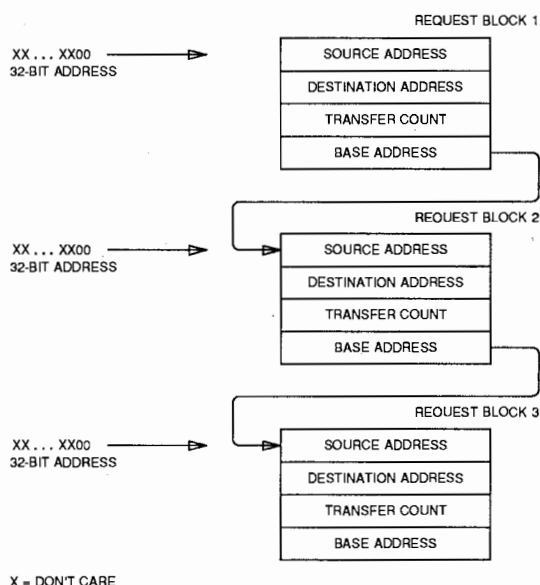 REQUEST BLOCK 1
XX . . . XX00
32-BIT ADDRESS
SOURCE ADDRESS
DESTINATION ADDRESS
TRANSFER COUNT
BASE ADDRESS
REQUEST BLOCK 2
XX . . . XX00
32-BIT ADDRESS
SOURCE ADDRESS
DESTINATION ADDRESS
TRANSFER COUNT
BASE ADDRESS
REQUEST BLOCK 3
XX . . . XX00
32-BIT ADDRESS
SOURCE ADDRESS
DESTINATION ADDRESS
TRANSFER COUNT
BASE ADDRESS
X = DON'T CARE